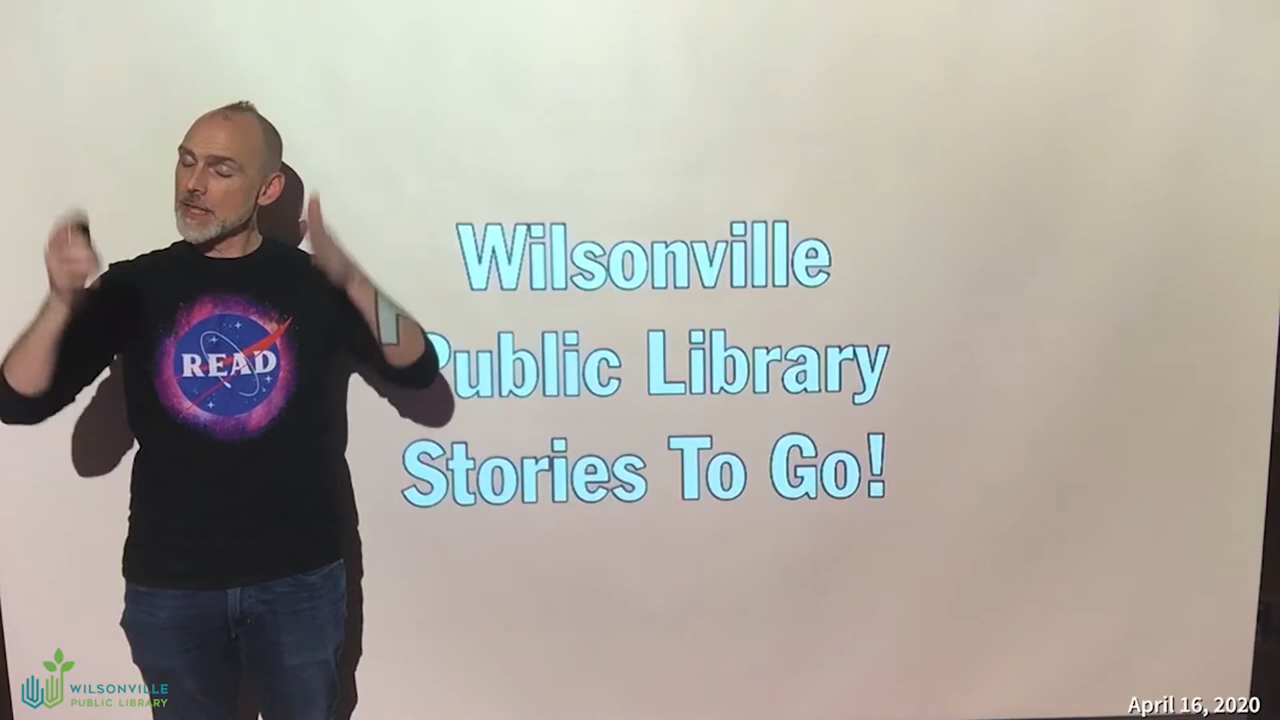 READ
Wilsonville
Public Library
Stories To Go!
WILSONVILLE
PUBLIC LIBRARY
April 16, 2020